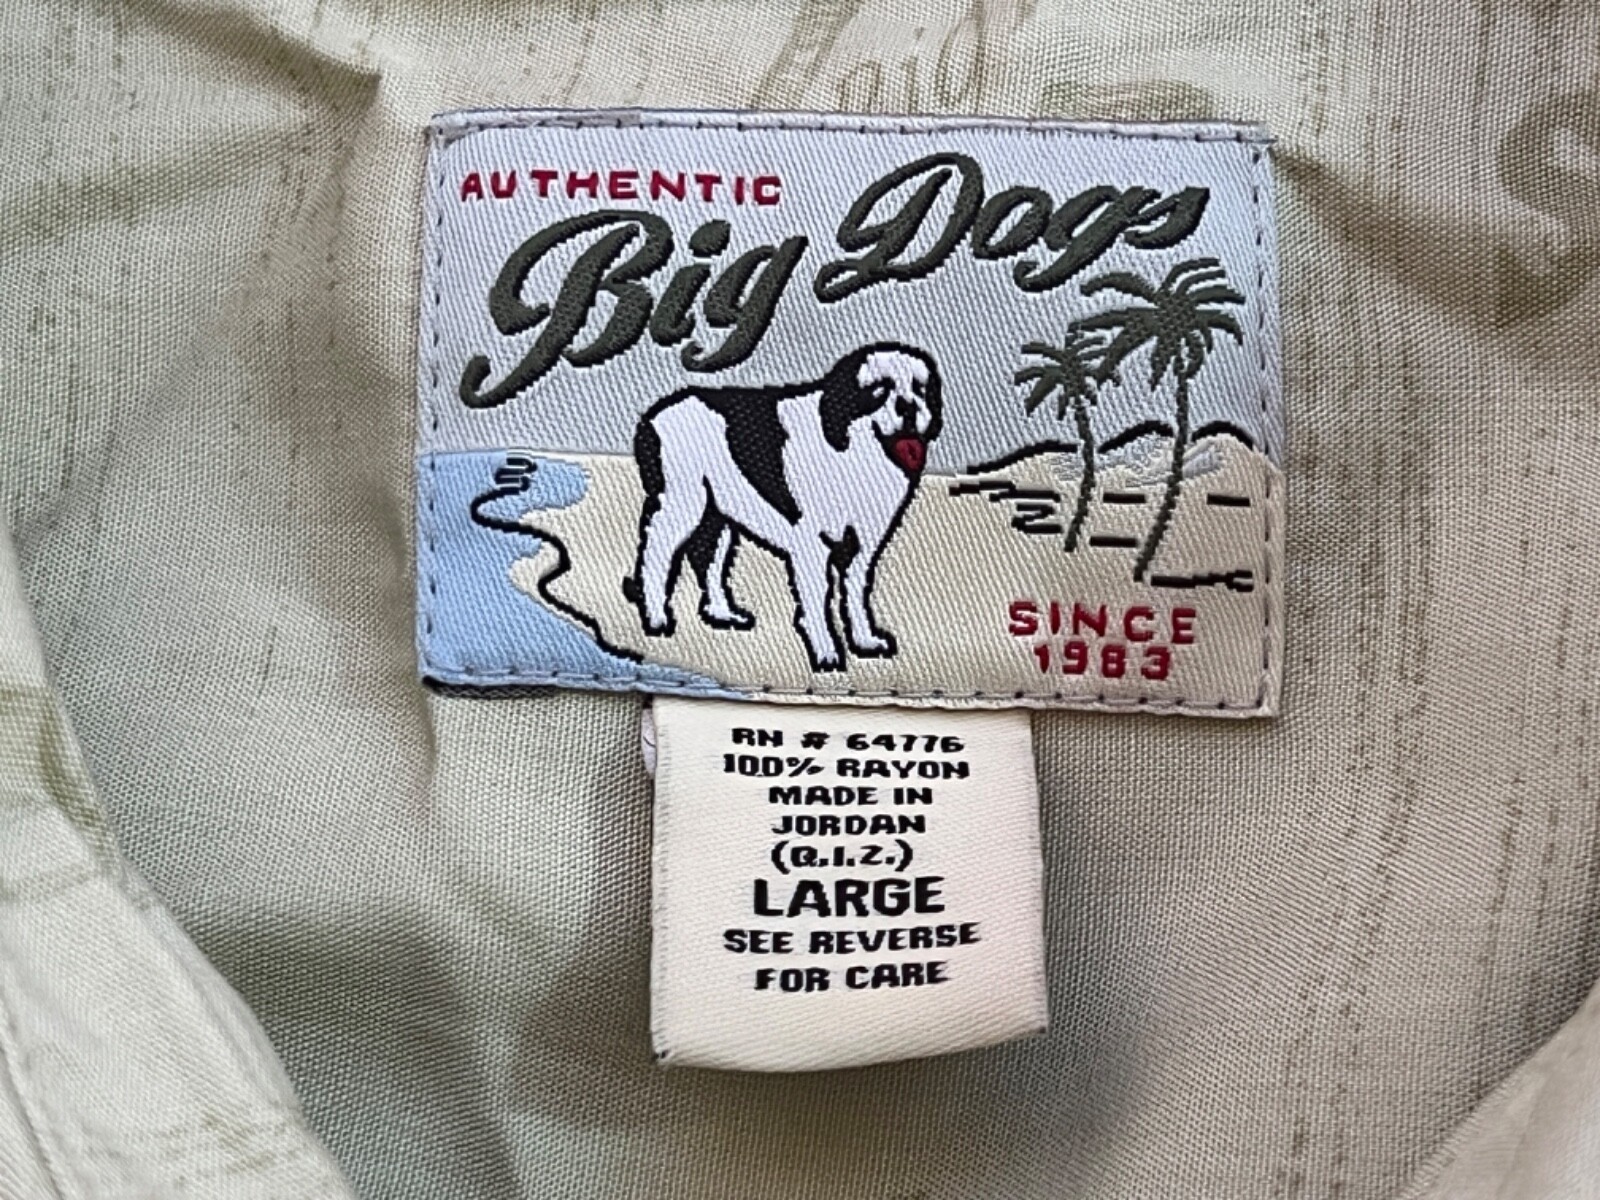 AUTHENTIC
Big Dogs
SINCE
1983
RN # 64776
100% RAYON
MADE IN
JORDAN
(Q.I.Z.)
LARGE
SEE REVERSE
FOR CARE